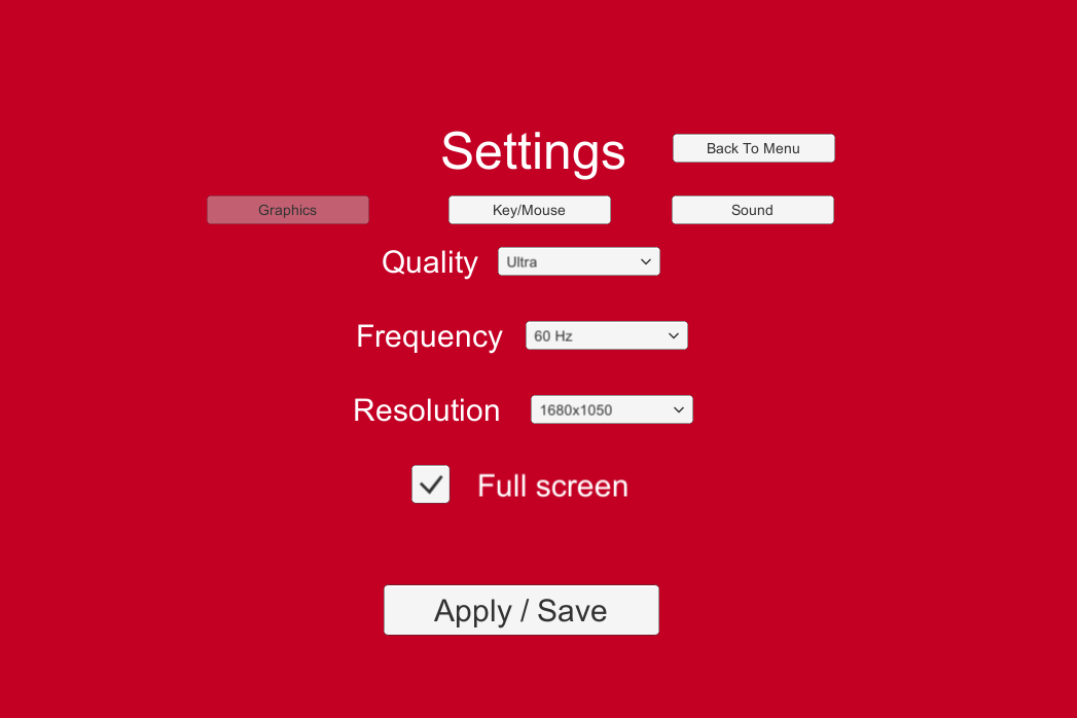 Settings
Back To Menu
Graphics
Key/Mouse
Sound
Quality
Ultra
Frequency
60 Hz
Resolution
1680x1050
Full screen
Apply / Save